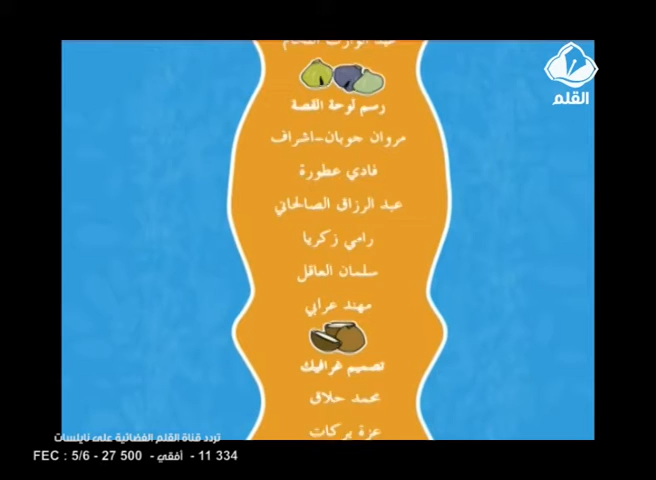 القلم
رسم لوحة القصة
مروان حوبان-اشراف
فادي عطورة
عبد الرزاق الصالحاني
رامي زكريا
سلمان العاقل
مهند عرابي
تصميم غرافيك
محمد حلاق
عزة بركات
تردد قناة القلم الفضائية على نايلسات
11 334 - أفقي - 27 500 - FEC : 5/6